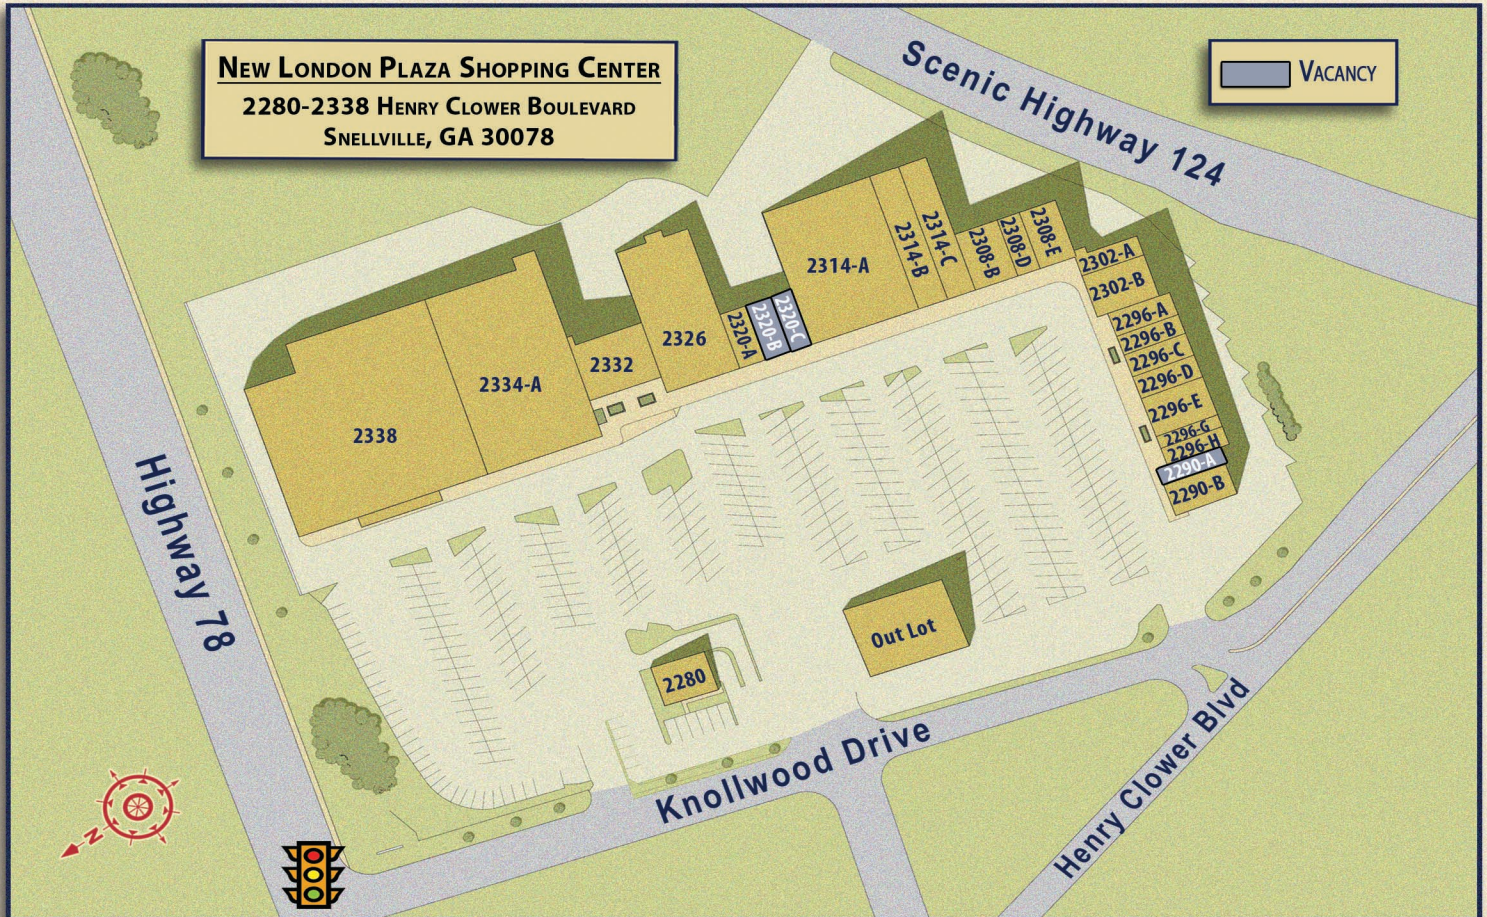 NEW LONDON PLAZA SHOPPING CENTER
2280-2338 HENRY CLOWER BOULEVARD
SNELLVILLE, GA 30078
VACANCY
Scenic Highway 124
Highway 78
2338
2334-A
2332
2326
2320-A
2320-B
2320-C
2314-A
2314-B
2314-C
2308-B
2308-D
2308-E
2302-A
2302-B
2296-A
2296-B
2296-C
2296-D
2296-E
2296-G
2296-H
2290-A
2290-B
Out Lot
2280
Knollwood Drive
Henry Clower Blvd
N